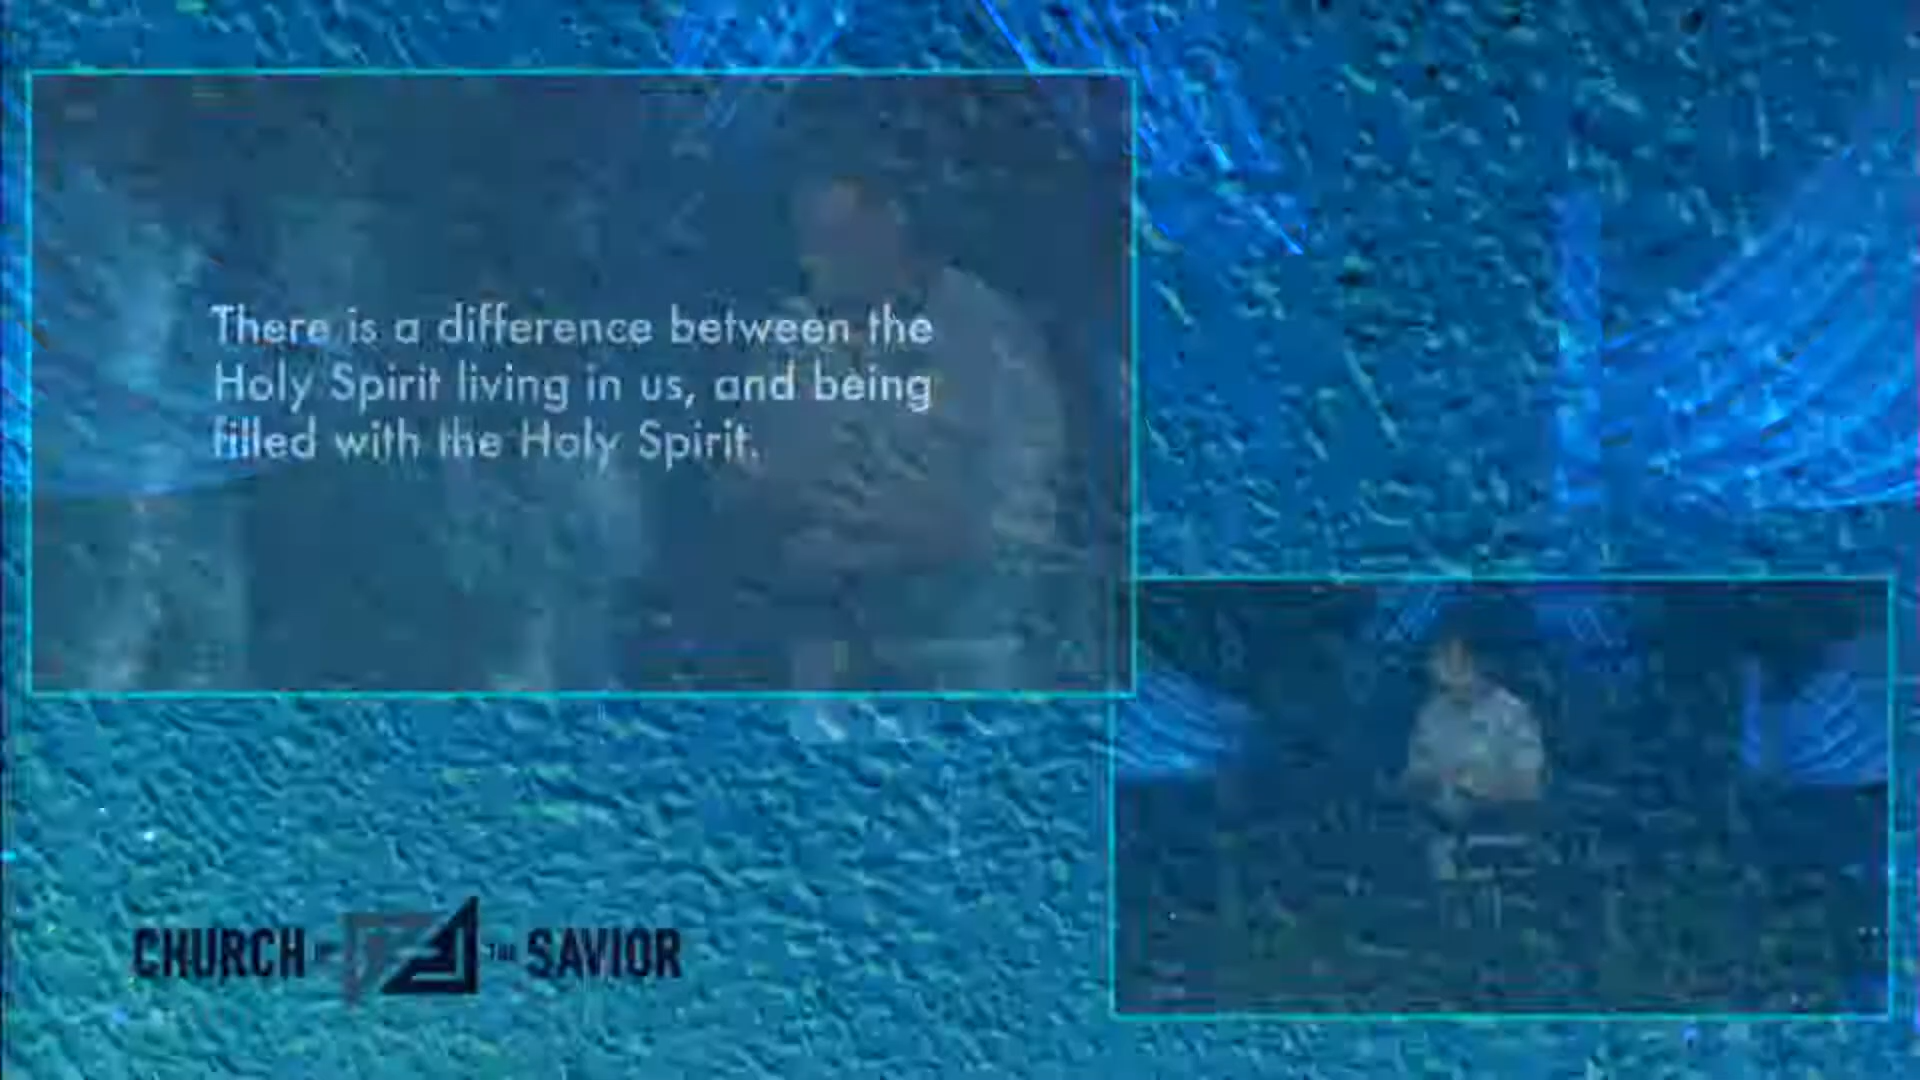 There is a difference between the
Holy Spirit living in us, and being
filled with the Holy Spirit.
CHURCH THE SAVIOR